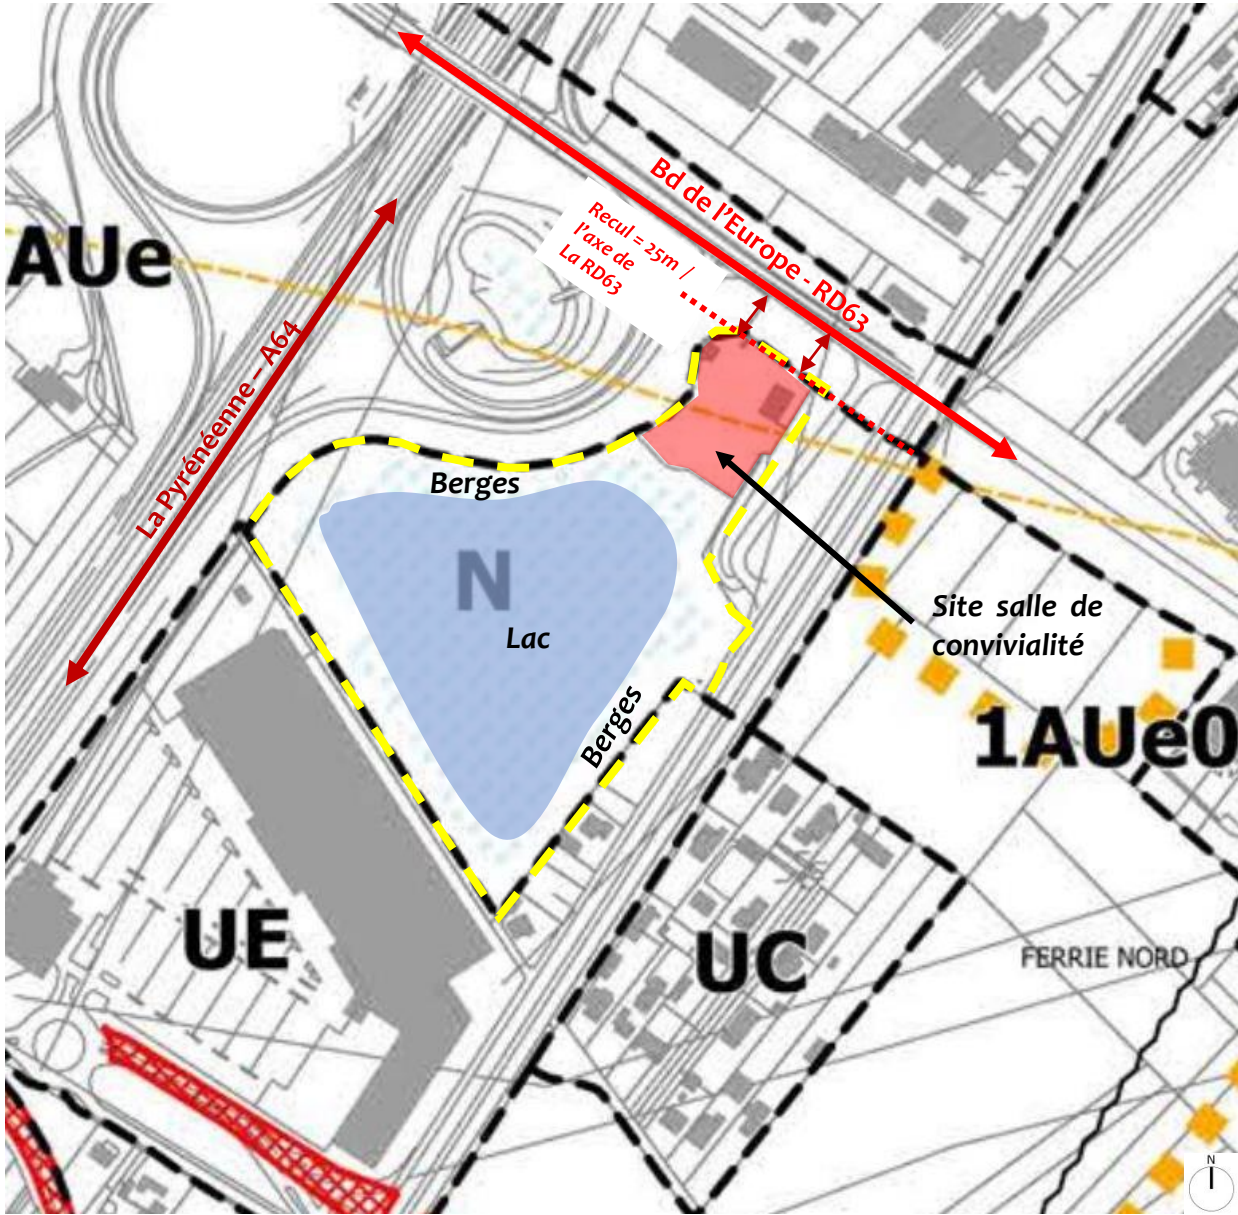 Bd de l'Europe - RD63
Recul = 25m /
l'axe de
La RD63
AUe
La Pyrénéenne – A64
Berges
N
Lac
Site salle de
convivialité
Berges
1AUe0
UE
UC
FERRIE NORD
N